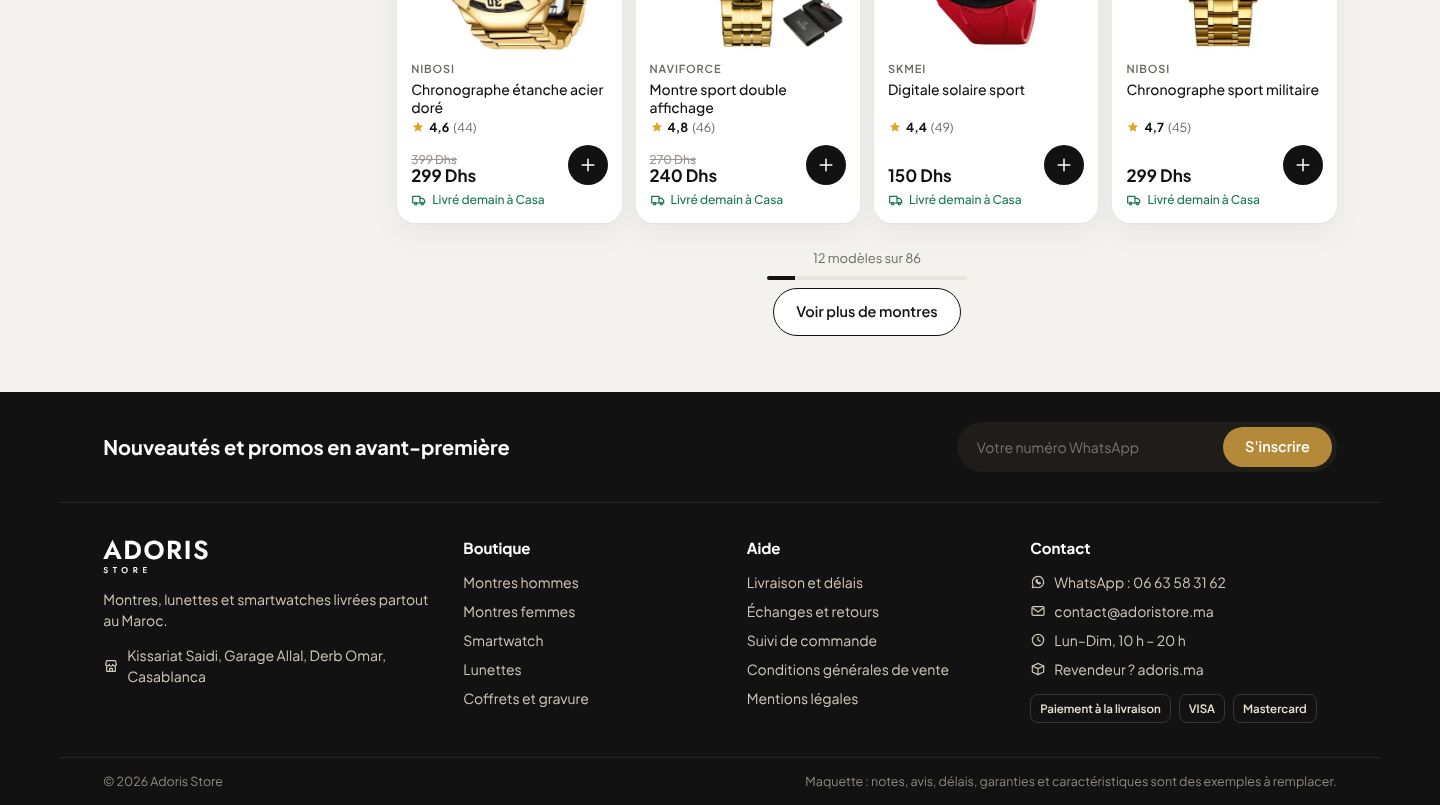 NIBOSI
Chronographe étanche acier
doré
4,6 (44)
399 Dhs
299 Dhs
Livré demain à Casa
NAVIFORCE
Montre sport double
affichage
4,8 (46)
270 Dhs
240 Dhs
Livré demain à Casa
SKMEI
Digitale solaire sport
4,4 (49)
150 Dhs
Livré demain à Casa
NIBOSI
Chronographe sport militaire
4,7 (45)
299 Dhs
Livré demain à Casa
12 modèles sur 86
Voir plus de montres
Nouveautés et promos en avant-première
Votre numéro WhatsApp
S'inscrire
ADORIS
STORE
Montres, lunettes et smartwatches livrées partout
au Maroc.
Kissariat Saidi, Garage Allal, Derb Omar,
Casablanca
Boutique
Montres hommes
Montres femmes
Smartwatch
Lunettes
Coffrets et gravure
Aide
Livraison et délais
Échanges et retours
Suivi de commande
Conditions générales de vente
Mentions légales
Contact
WhatsApp : 06 63 58 31 62
contact@adoristore.ma
Lun–Dim, 10 h – 20 h
Revendeur ? adoris.ma
Paiement à la livraison
VISA
Mastercard
© 2026 Adoris Store
Maquette : notes, avis, délais, garanties et caractéristiques sont des exemples à remplacer.